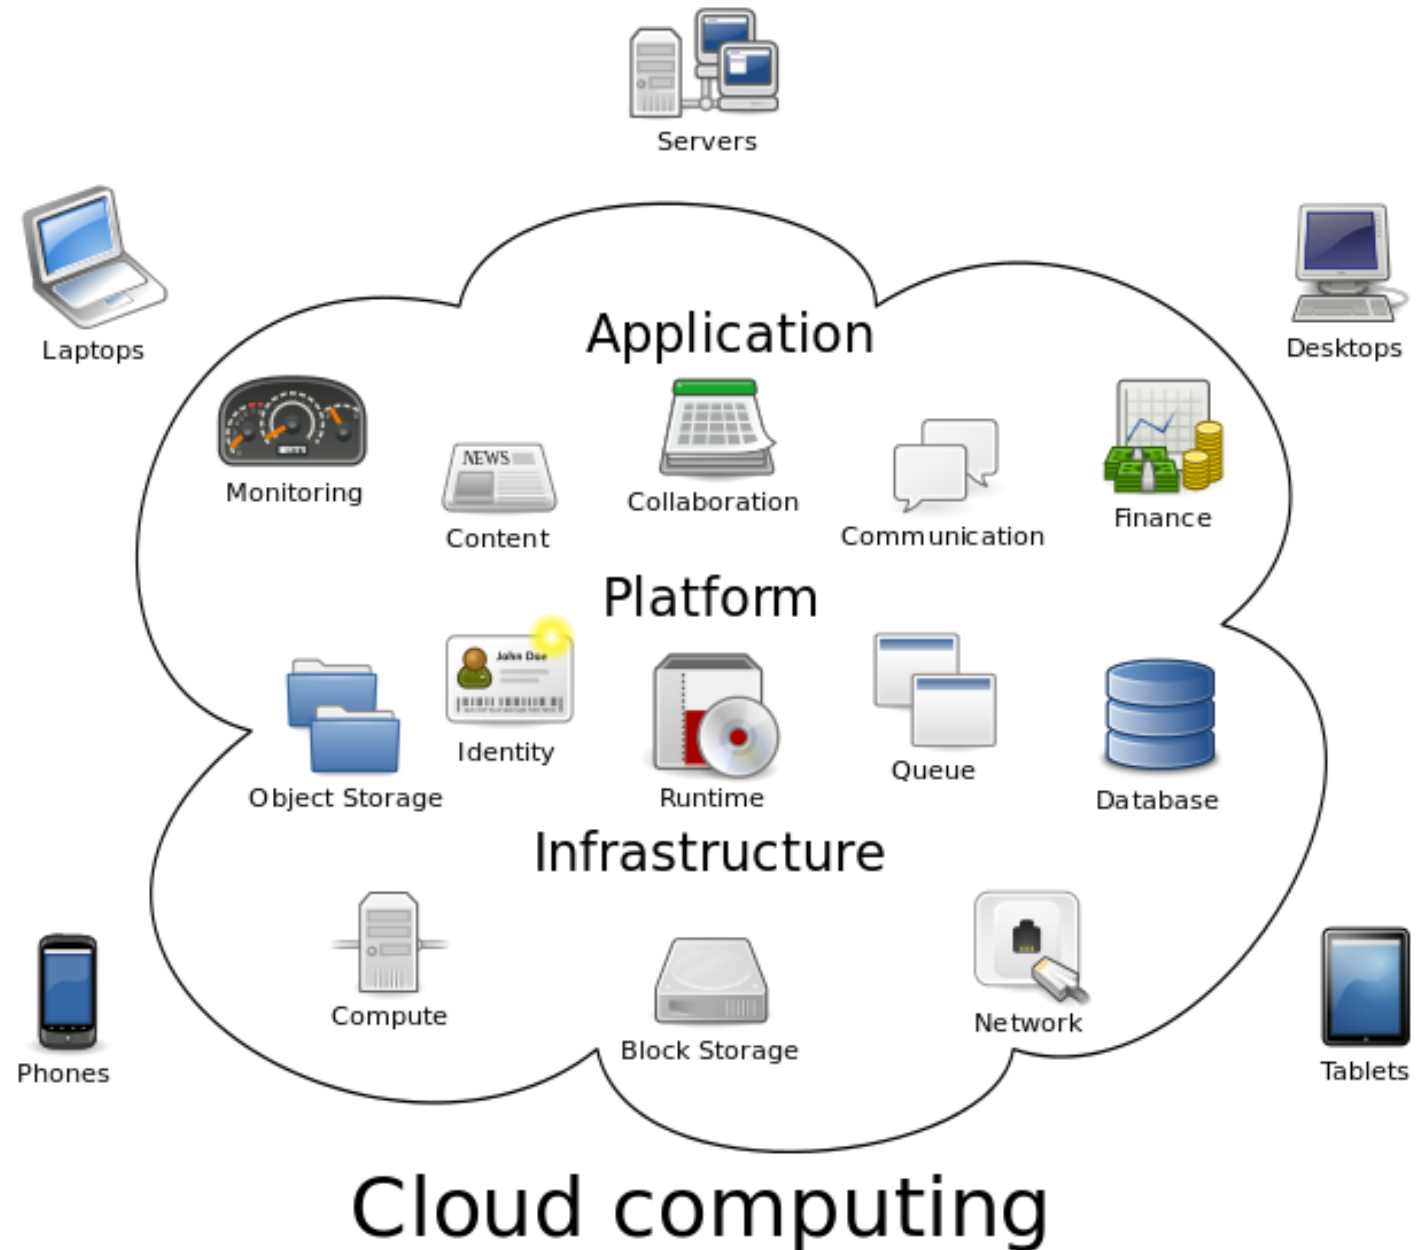 Servers
Laptops
Desktops
Application
Monitoring
NEWS
Content
Collaboration
Communication
Finance
Platform
John Doe
Identity
Object Storage
Runtime
Queue
Database
Infrastructure
Compute
Block Storage
Network
Phones
Tablets
Cloud computing